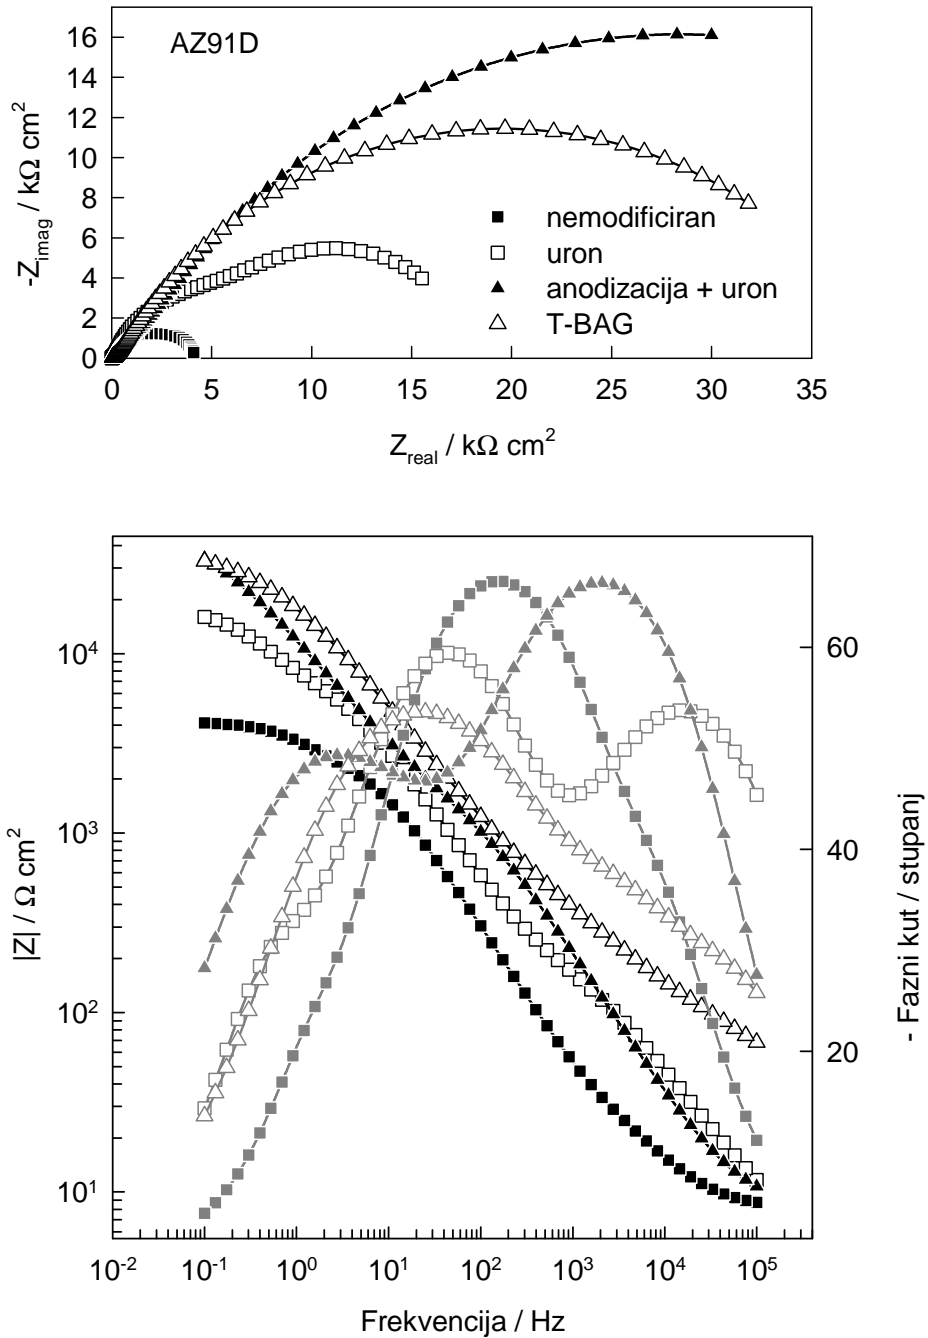 AZ91D
16
14
12
10
8
6
4
2
0
-Z_imag / kΩ cm²
nemodificiran
uron
anodizacija + uron
T-BAG
0 5 10 15 20 25 30 35
Z_real / kΩ cm²
10⁴
10³
10²
10¹
|Z| / Ω cm²
60
40
20
- Fazni kut / stupanj
10⁻² 10⁻¹ 10⁰ 10¹ 10² 10³ 10⁴ 10⁵
Frekvencija / Hz